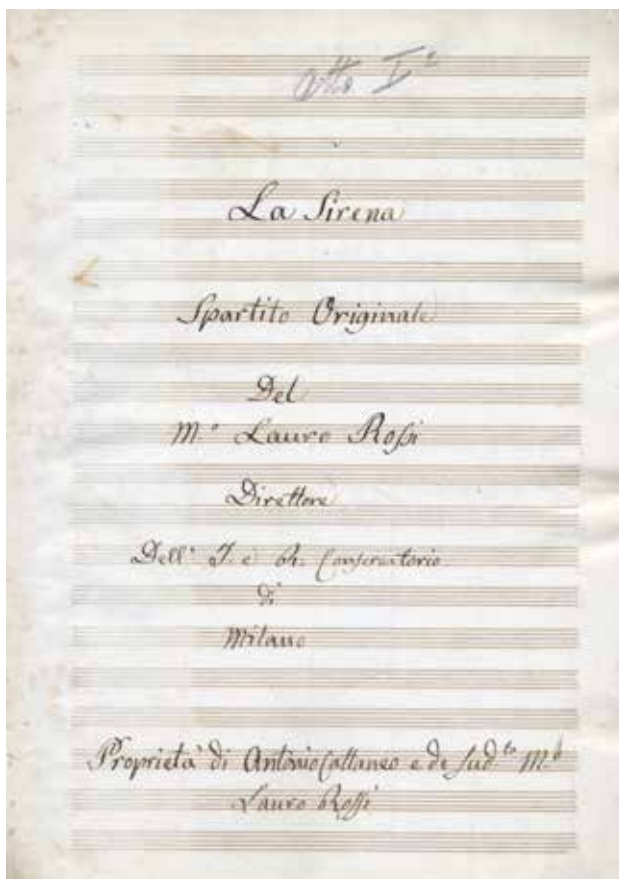 Atto I.°
La Sirena
Spartito Originale
Del
M.° Lauro Rossi
Direttore
Dell' I. e R. Conservatorio
di
Milano
Proprietà di Antonio Cattaneo e de sud.to M.o
Lauro Rossi